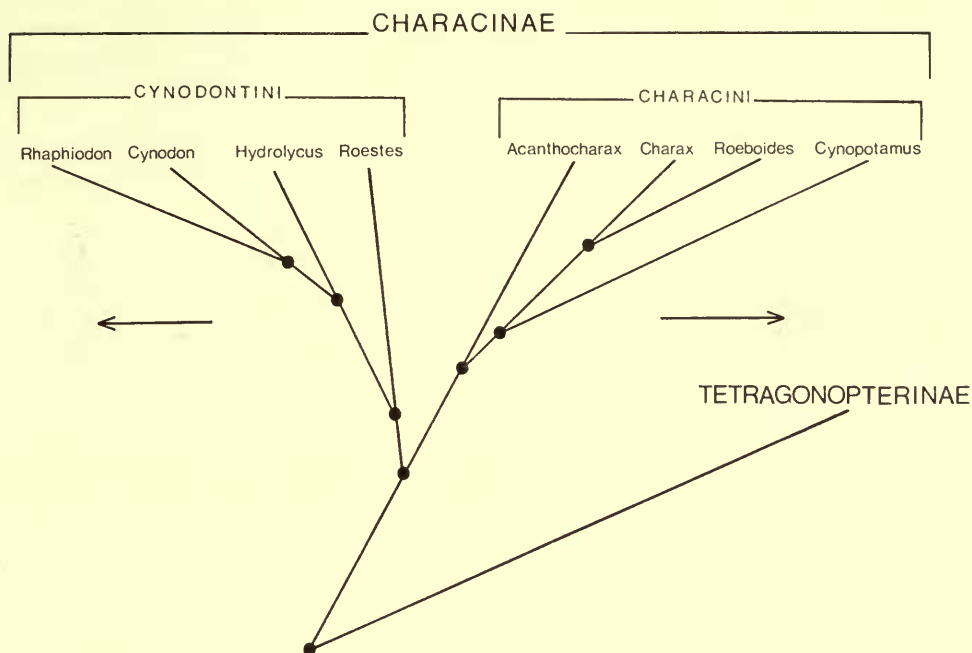 CHARACINAE
CYNODONTINI CHARACINI
Rhaphiodon Cynodon Hydrolycus Roestes Acanthocharax Charax Roeboides Cynopotamus
TETRAGONOPTERINAE